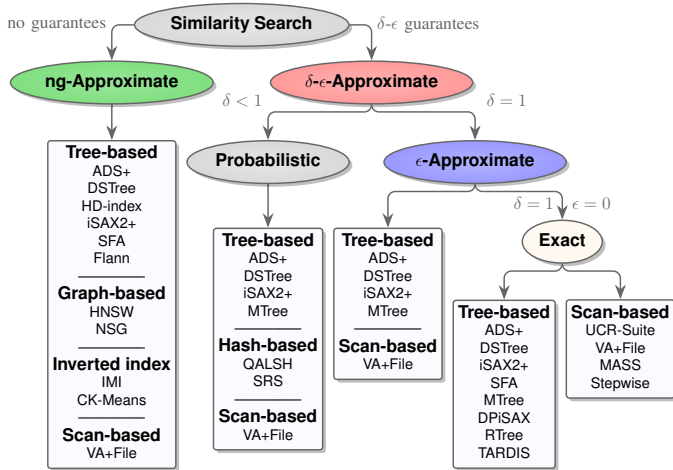 no guarantees
Similarity Search
δ-ϵ guarantees
ng-Approximate
δ-ϵ-Approximate
δ < 1
δ = 1
Probabilistic
ϵ-Approximate
δ = 1 ϵ = 0
Exact
Tree-based
ADS+
DSTree
HD-index
iSAX2+
SFA
Flann
Graph-based
HNSW
NSG
Inverted index
IMI
CK-Means
Scan-based
VA+File
Tree-based
ADS+
DSTree
iSAX2+
MTree
Hash-based
QALSH
SRS
Scan-based
VA+File
Tree-based
ADS+
DSTree
iSAX2+
MTree
Scan-based
VA+File
Tree-based
ADS+
DSTree
iSAX2+
SFA
MTree
DPiSAX
RTree
TARDIS
Scan-based
UCR-Suite
VA+File
MASS
Stepwise